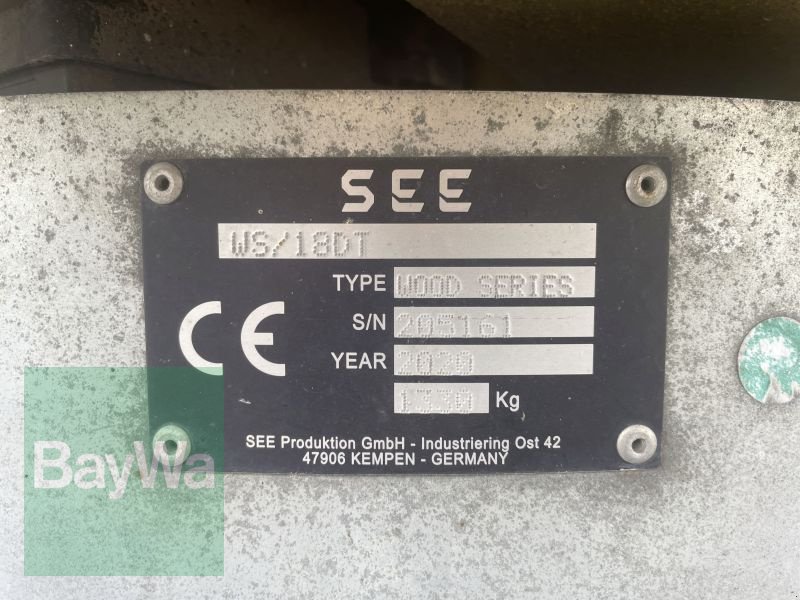 SEE
WS/18DT
TYPE WOOD SERIES
S/N 205161
YEAR 2020
1330 Kg
CE
SEE Produktion GmbH - Industriering Ost 42
47906 KEMPEN - GERMANY
BayWa